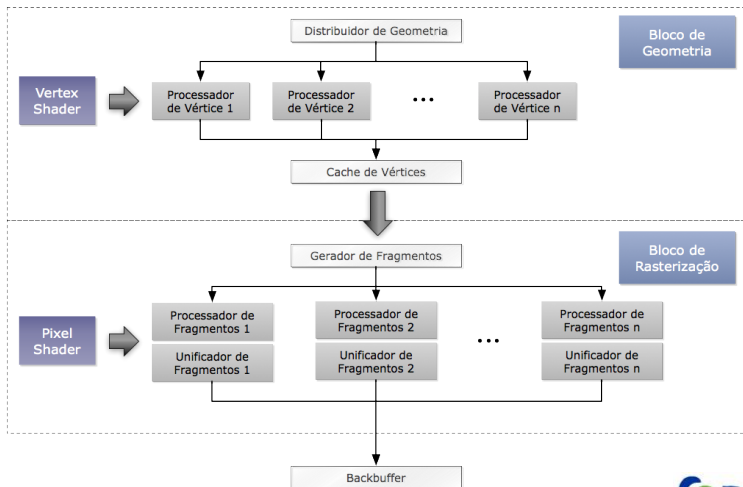 Distribuidor de Geometria
Bloco de
Geometria
Vertex
Shader
Processador
de Vértice 1
Processador
de Vértice 2
...
Processador
de Vértice n
Cache de Vértices
Gerador de Fragmentos
Bloco de
Rasterização
Pixel
Shader
Processador de
Fragmentos 1
Unificador de
Fragmentos 1
Processador de
Fragmentos 2
Unificador de
Fragmentos 2
...
Processador de
Fragmentos n
Unificador de
Fragmentos n
Backbuffer